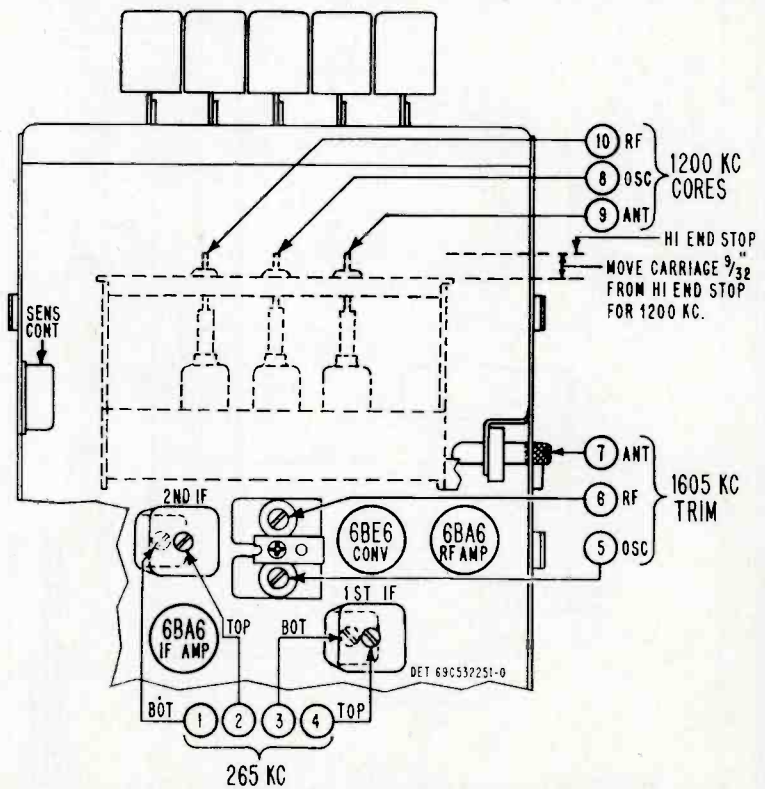 10 RF
8 OSC
9 ANT
1200 KC
CORES
HI END STOP
MOVE CARRIAGE 9/32"
FROM HI END STOP
FOR 1200 KC.
SENS
CONT
7 ANT
6 RF
5 OSC
1605 KC
TRIM
2ND IF
6BE6
CONV
6BA6
RF AMP
1ST IF
6BA6
IF AMP
TOP
BOT
DET 69C532251-0
BOT
1
2
3
4
TOP
265 KC